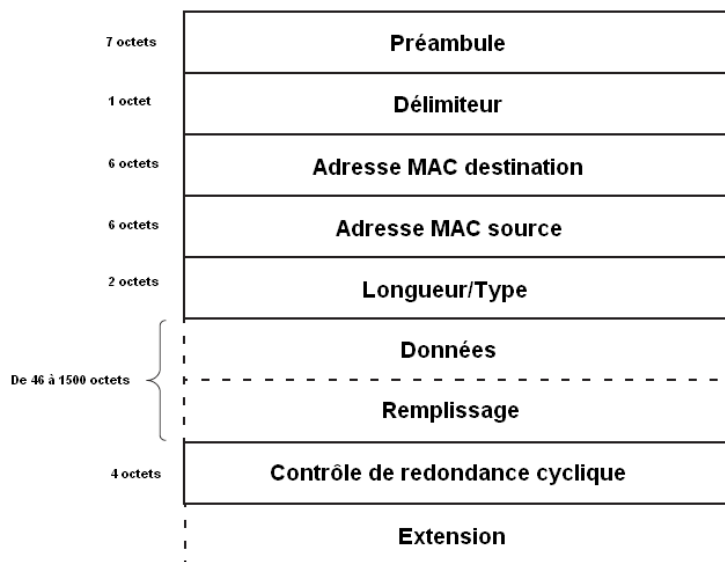 7 octets Préambule
1 octet Délimiteur
6 octets Adresse MAC destination
6 octets Adresse MAC source
2 octets Longueur/Type
Données
De 46 à 1500 octets
Remplissage
4 octets Contrôle de redondance cyclique
Extension